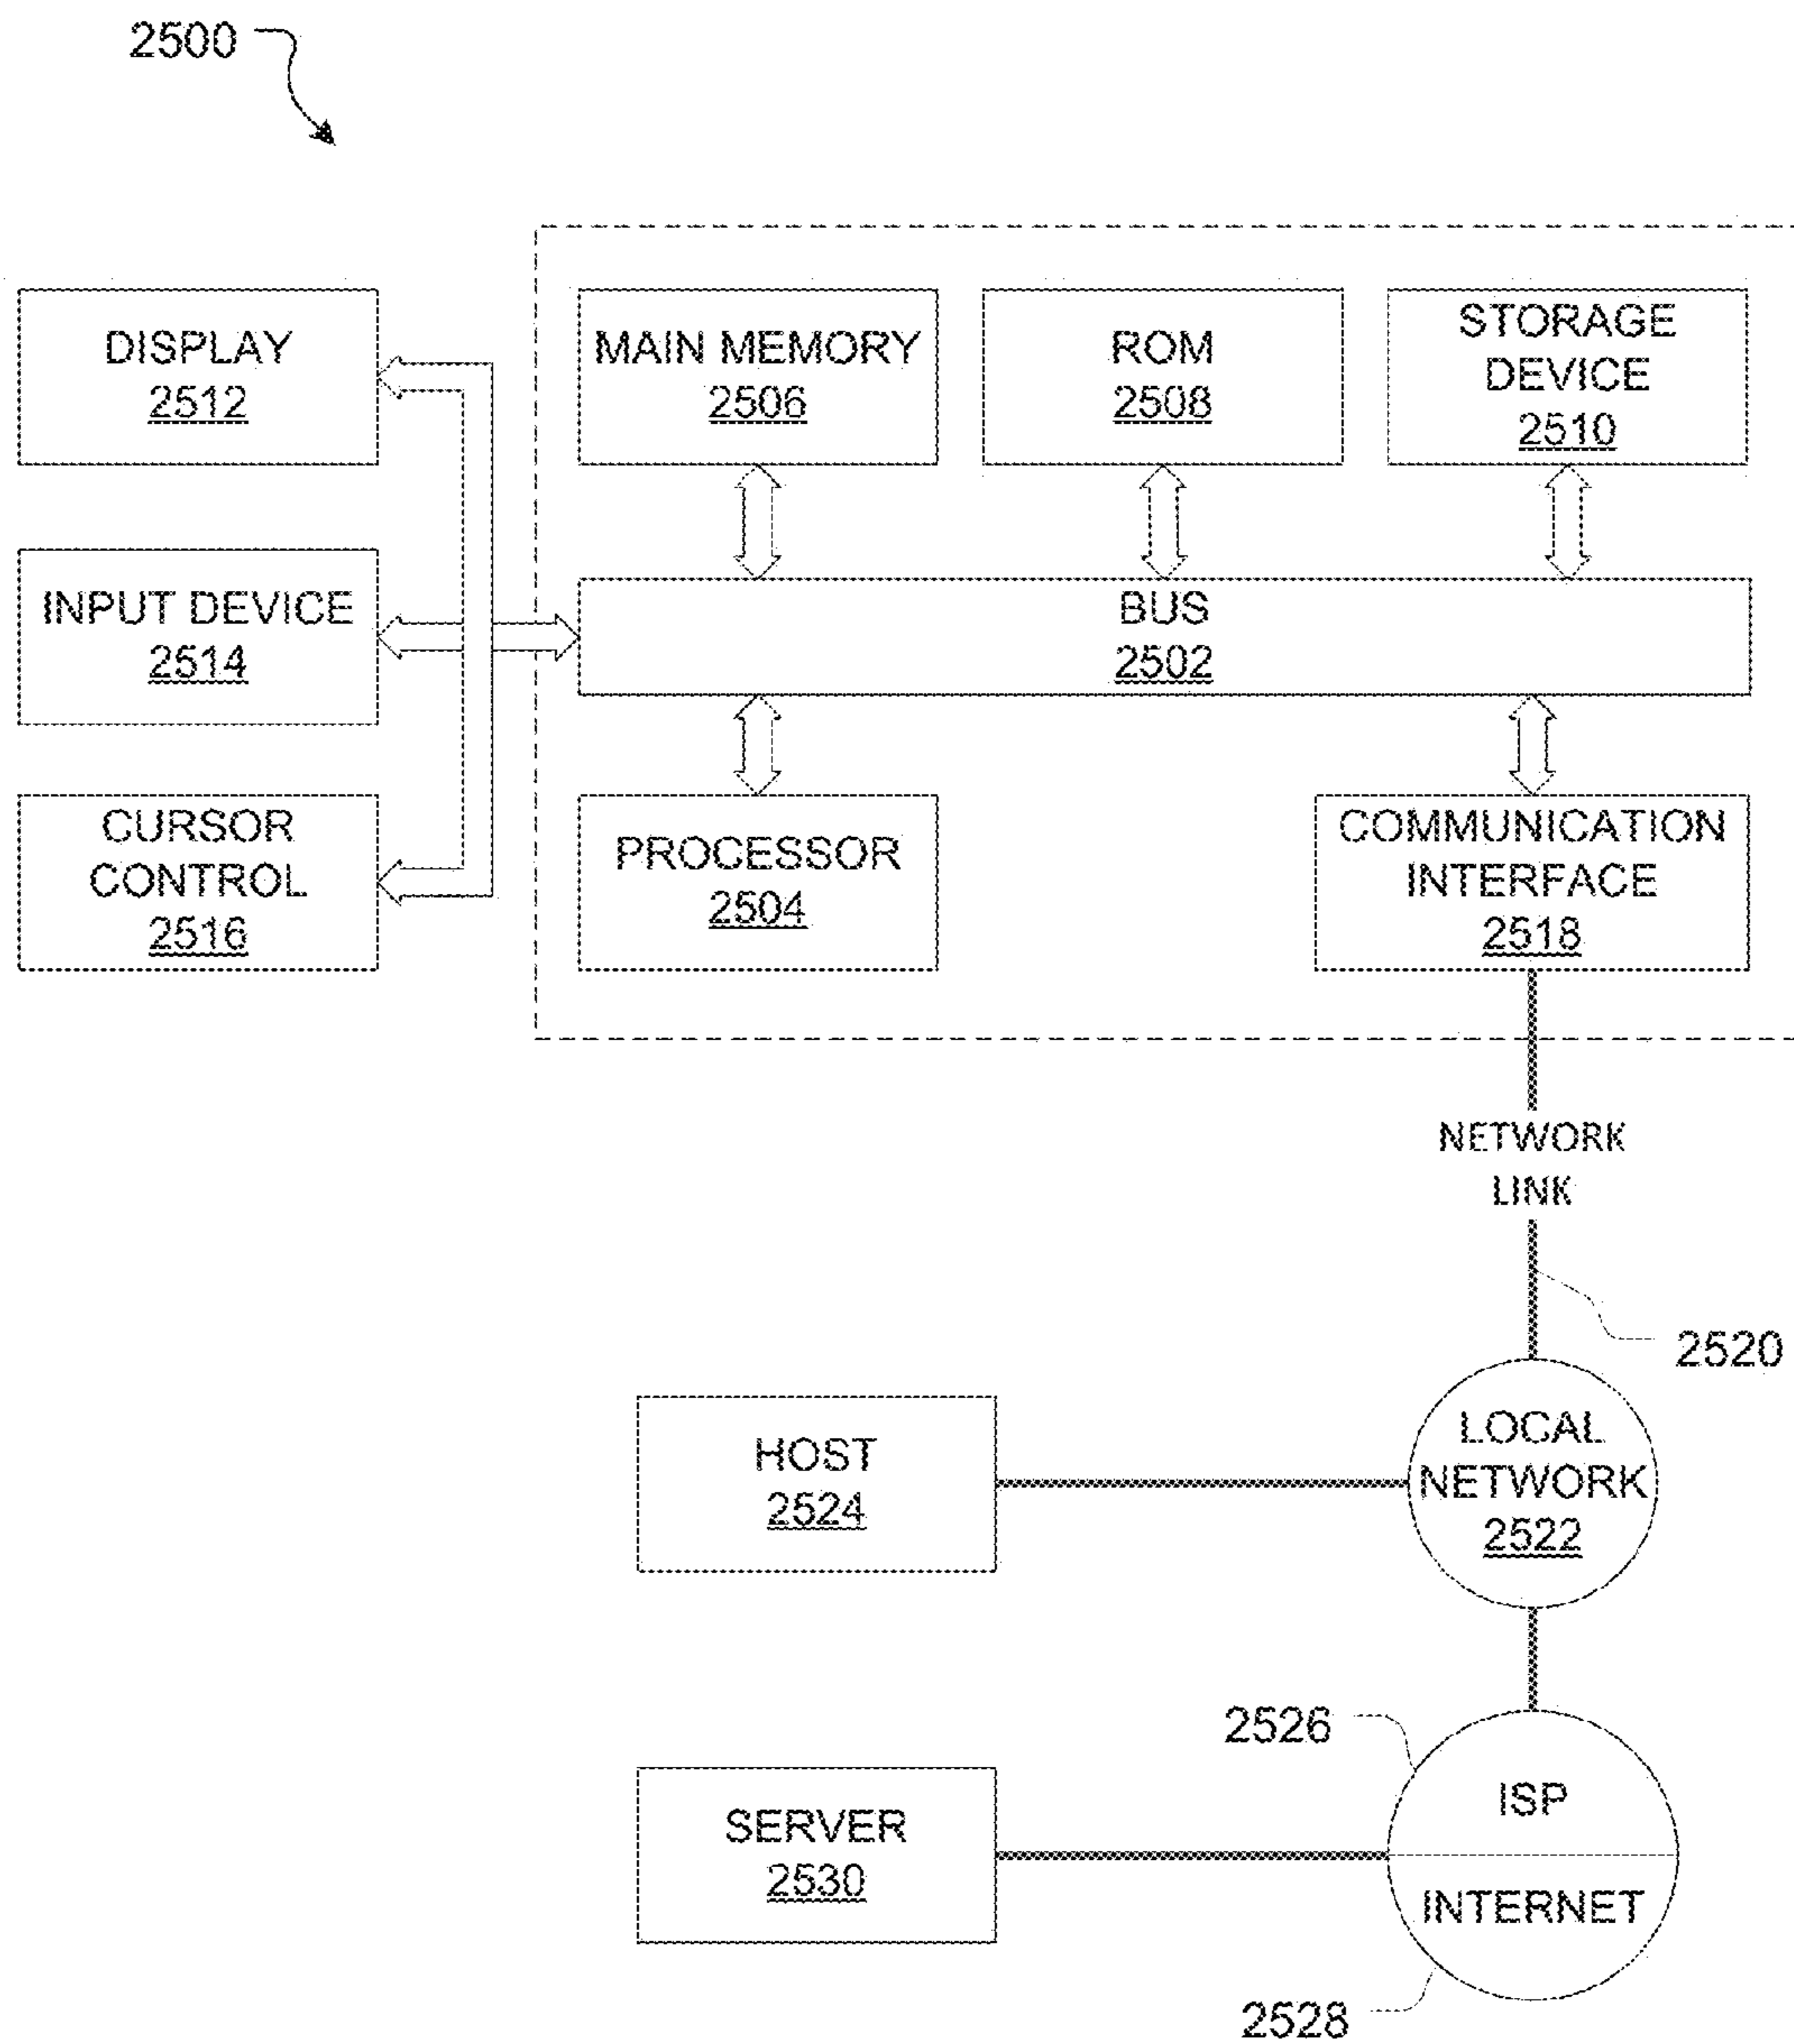 2500
DISPLAY
2512
MAIN MEMORY
2506
ROM
2508
STORAGE
DEVICE
2510
INPUT DEVICE
2514
BUS
2502
CURSOR
CONTROL
2516
PROCESSOR
2504
COMMUNICATION
INTERFACE
2518
NETWORK
LINK
2520
HOST
2524
LOCAL
NETWORK
2522
2526
ISP
SERVER
2530
INTERNET
2528